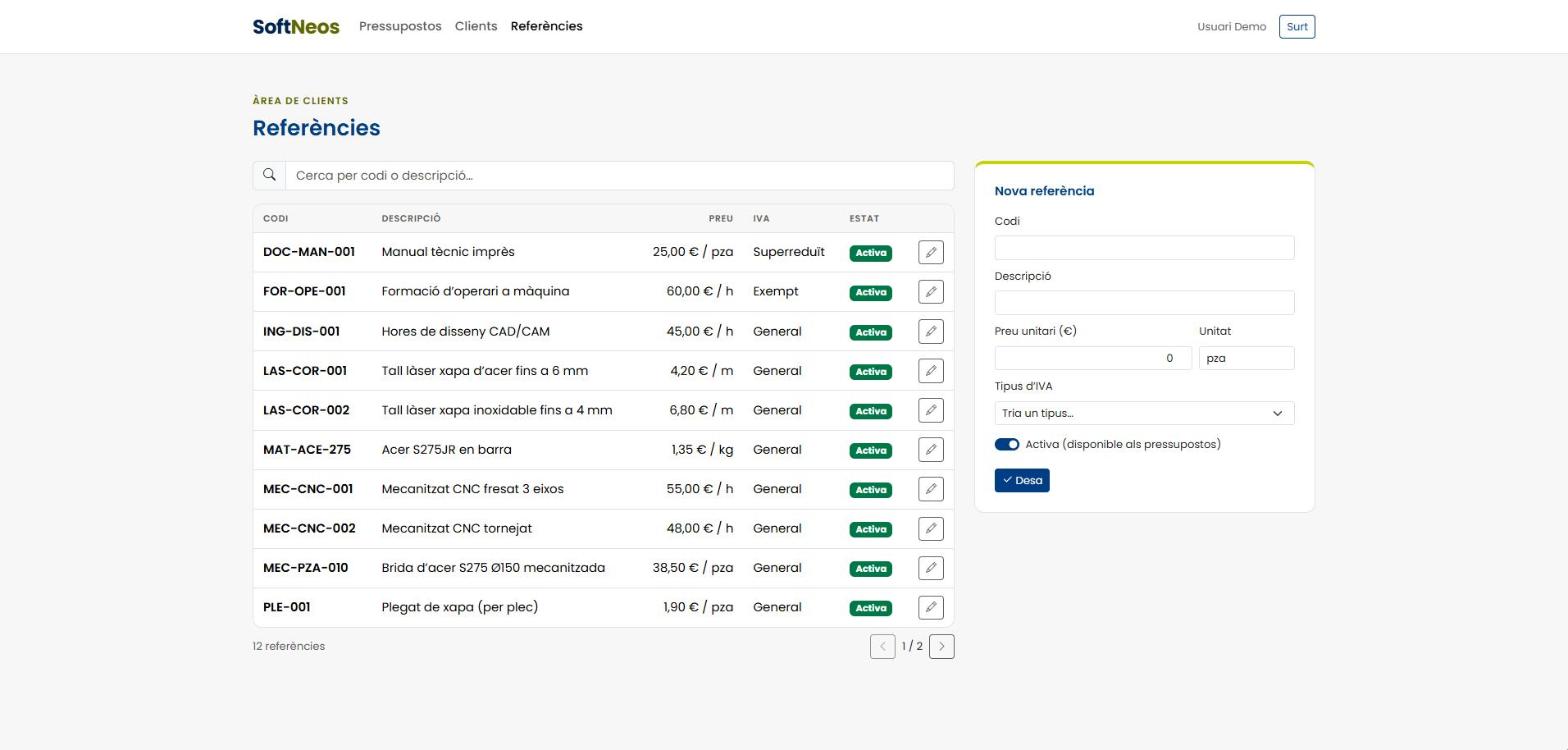 SoftNeos Pressupostos Clients Referències Usuari Demo Surt
ÀREA DE CLIENTS
Referències
Cerca per codi o descripció...
CODI DESCRIPCIÓ PREU IVA ESTAT
DOC-MAN-001 Manual tècnic imprès 25,00 € / pza Superreduït Activa
FOR-OPE-001 Formació d'operari a màquina 60,00 € / h Exempt Activa
ING-DIS-001 Hores de disseny CAD/CAM 45,00 € / h General Activa
LAS-COR-001 Tall làser xapa d'acer fins a 6 mm 4,20 € / m General Activa
LAS-COR-002 Tall làser xapa inoxidable fins a 4 mm 6,80 € / m General Activa
MAT-ACE-275 Acer S275JR en barra 1,35 € / kg General Activa
MEC-CNC-001 Mecanitzat CNC fresat 3 eixos 55,00 € / h General Activa
MEC-CNC-002 Mecanitzat CNC tornejat 48,00 € / h General Activa
MEC-PZA-010 Brida d'acer S275 Ø150 mecanitzada 38,50 € / pza General Activa
PLE-001 Plegat de xapa (per plec) 1,90 € / pza General Activa
12 referències 1 / 2
Nova referència
Codi
Descripció
Preu unitari (€) Unitat
0 pza
Tipus d'IVA
Tria un tipus...
Activa (disponible als pressupostos)
Desa